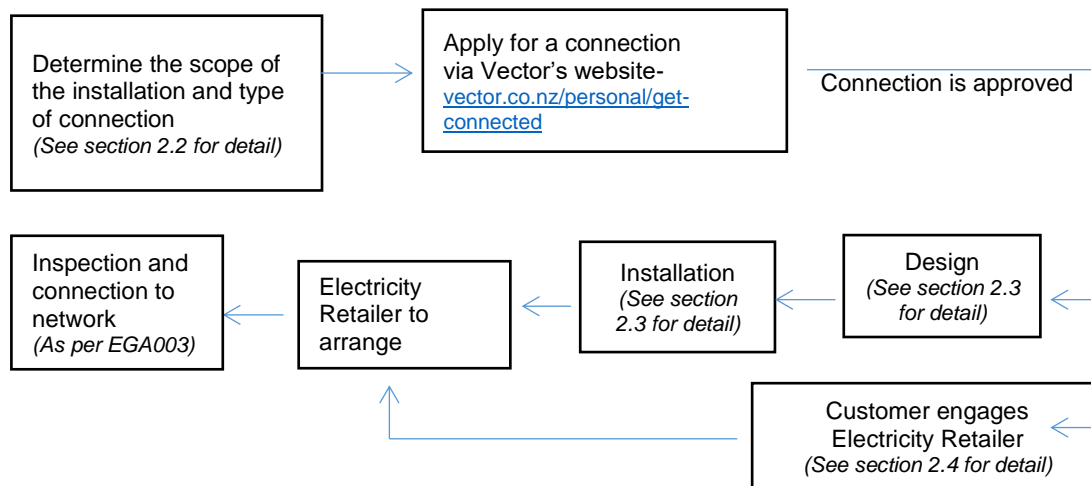 Determine the scope of
the installation and type
of connection
(See section 2.2 for detail)
Apply for a connection
via Vector's website-
vector.co.nz/personal/get-
connected
Connection is approved
Design
(See section 2.3
for detail)
Installation
(See section
2.3 for detail)
Electricity
Retailer to
arrange
Inspection and
connection to
network
(As per EGA003)
Customer engages
Electricity Retailer
(See section 2.4 for detail)